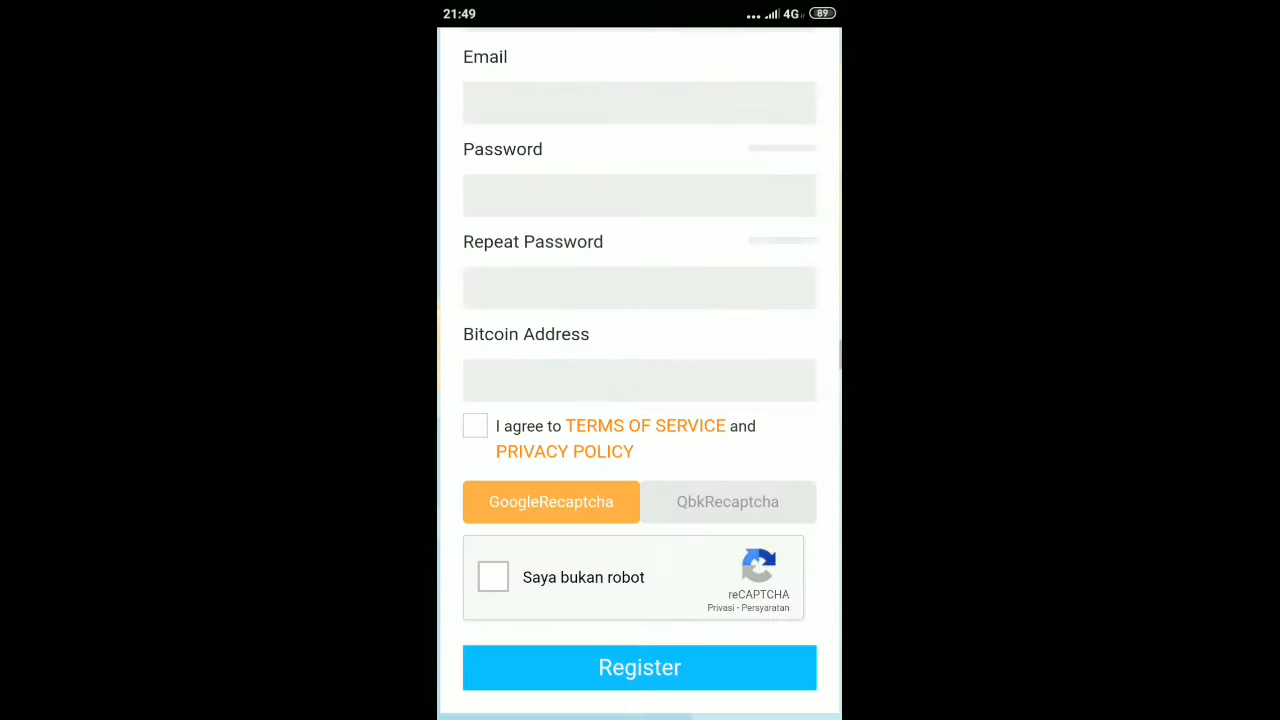 21:49 4G 89
Email
Password
Repeat Password
Bitcoin Address
I agree to TERMS OF SERVICE and
PRIVACY POLICY
GoogleRecaptcha QbkRecaptcha
Saya bukan robot
reCAPTCHA
Privasi - Persyaratan
Register